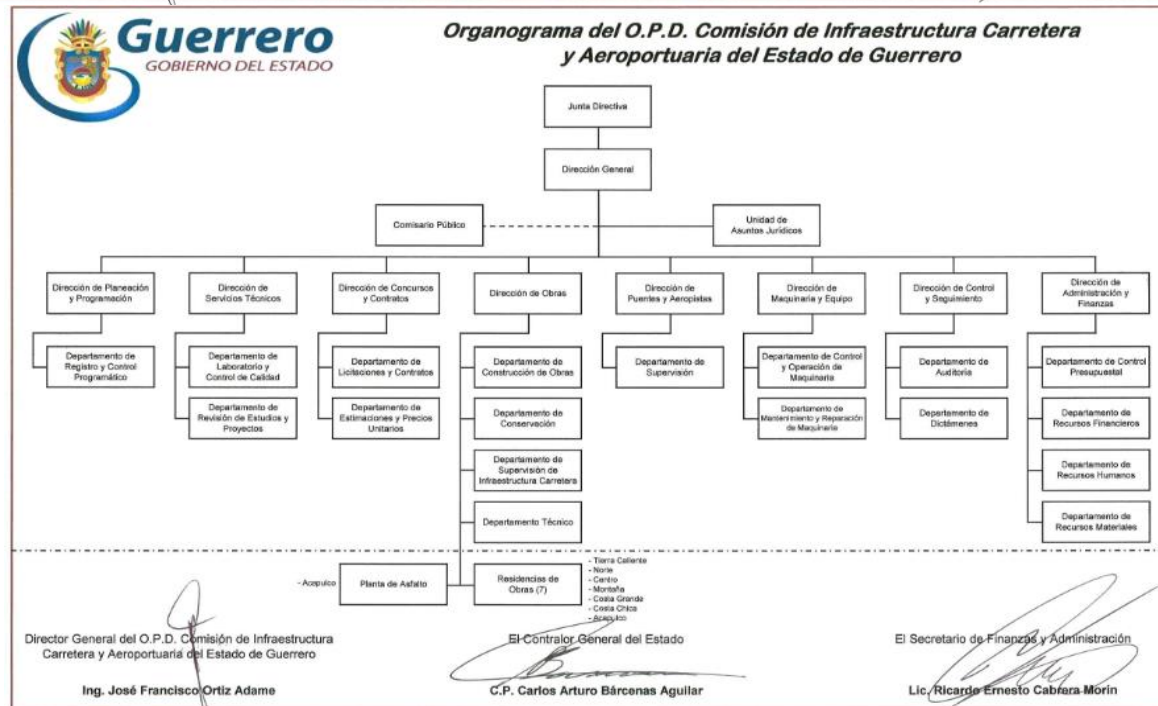 Guerrero
GOBIERNO DEL ESTADO
Organograma del O.P.D. Comisión de Infraestructura Carretera
y Aeroportuaria del Estado de Guerrero
Junta Directiva
Dirección General
Comisario Público
Unidad de
Asuntos Jurídicos
Dirección de Planeación
y Programación
Dirección de
Servicios Técnicos
Dirección de Concursos
y Contratos
Dirección de Obras
Dirección de
Puentes y Aeropistas
Dirección de
Maquinaria y Equipo
Dirección de Control
y Seguimiento
Dirección de
Administración y
Finanzas
Departamento de
Registro y Control
Programático
Departamento de
Laboratorio y
Control de Calidad
Departamento de
Licitaciones y Contratos
Departamento de
Construcción de Obras
Departamento de
Supervisión
Departamento de Control
y Operación de
Maquinaria
Departamento de
Auditoría
Departamento de Control
Presupuestal
Departamento de
Revisión de Estudios y
Proyectos
Departamento de
Estimaciones y Precios
Unitarios
Departamento de
Conservación
Departamento de
Mantenimiento y Reparación
de Maquinaria
Departamento de
Dictámenes
Departamento de
Recursos Financieros
Departamento de
Supervisión de
Infraestructura Carretera
Departamento de
Recursos Humanos
Departamento Técnico
Departamento de
Recursos Materiales
- Acapulco
Planta de Asfalto
Residencias de
Obras (7)
- Tierra Caliente
- Norte
- Centro
- Montaña
- Costa Grande
- Costa Chica
- Acapulco
Director General del O.P.D. Comisión de Infraestructura
Carretera y Aeroportuaria del Estado de Guerrero
Ing. José Francisco Ortiz Adame
El Contralor General del Estado
C.P. Carlos Arturo Bárcenas Aguilar
El Secretario de Finanzas y Administración
Lic. Ricardo Ernesto Cabrera Morin